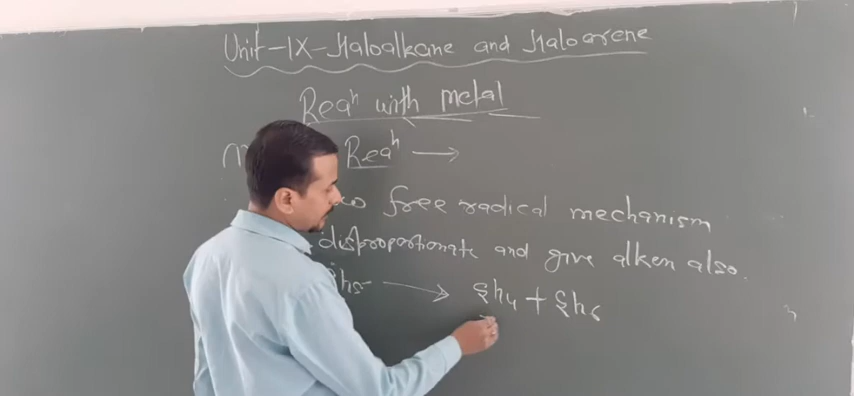 Unit-IX-Haloalkane and Haloarene
Reaⁿ with metal
Reaⁿ →
free radical mechanism
disproportionate and give alken also.
→ C₂H₄ + C₂H₆